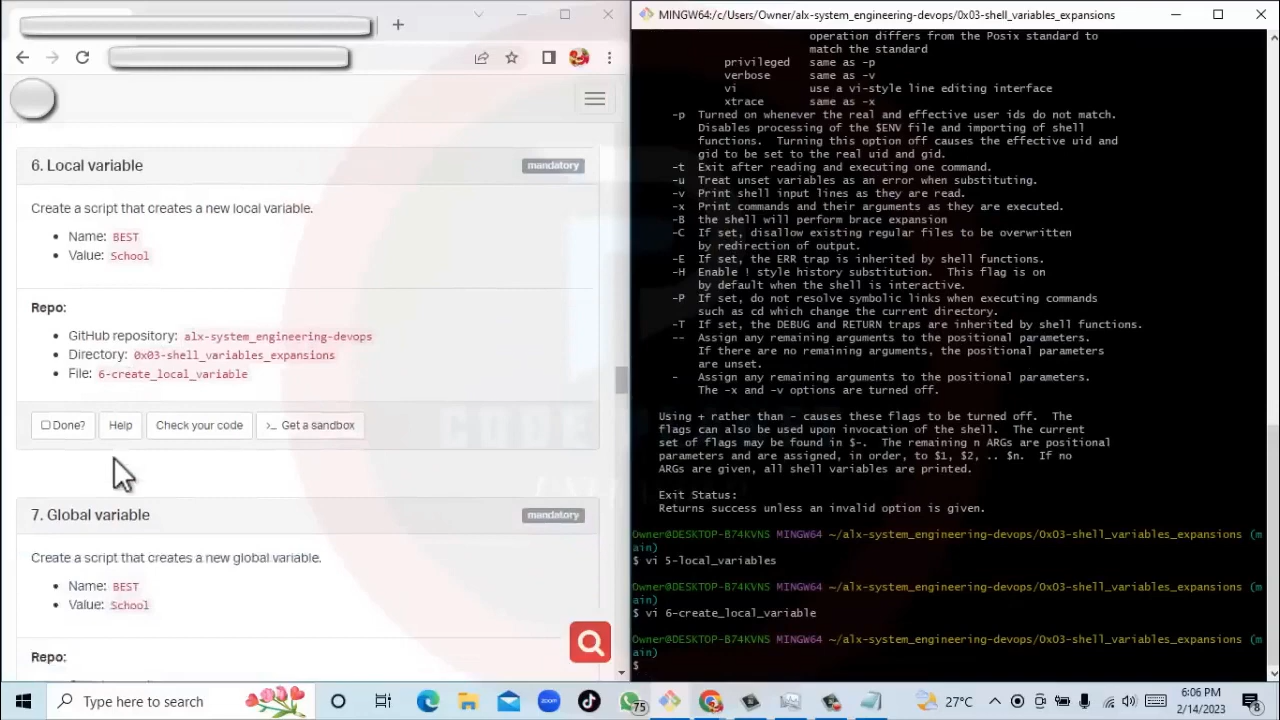 6. Local variable
mandatory
Create a script that creates a new local variable.
Name: BEST
Value: School
Repo:
GitHub repository: alx-system_engineering-devops
Directory: 0x03-shell_variables_expansions
File: 6-create_local_variable
Done?
Help
Check your code
>_ Get a sandbox
7. Global variable
mandatory
Create a script that creates a new global variable.
Name: BEST
Value: School
Repo:
MINGW64:/c/Users/Owner/alx-system_engineering-devops/0x03-shell_variables_expansions
operation differs from the Posix standard to
match the standard
privileged same as -p
verbose same as -v
vi use a vi-style line editing interface
xtrace same as -x
-p Turned on whenever the real and effective user ids do not match.
Disables processing of the $ENV file and importing of shell
functions. Turning this option off causes the effective uid and
gid to be set to the real uid and gid.
-t Exit after reading and executing one command.
-u Treat unset variables as an error when substituting.
-v Print shell input lines as they are read.
-x Print commands and their arguments as they are executed.
-B the shell will perform brace expansion
-C If set, disallow existing regular files to be overwritten
by redirection of output.
-E If set, the ERR trap is inherited by shell functions.
-H Enable ! style history substitution. This flag is on
by default when the shell is interactive.
-P If set, do not resolve symbolic links when executing commands
such as cd which change the current directory.
-T If set, the DEBUG and RETURN traps are inherited by shell functions.
-- Assign any remaining arguments to the positional parameters.
If there are no remaining arguments, the positional parameters
are unset.
- Assign any remaining arguments to the positional parameters.
The -x and -v options are turned off.
Using + rather than - causes these flags to be turned off. The
flags can also be used upon invocation of the shell. The current
set of flags may be found in $-. The remaining n ARGs are positional
parameters and are assigned, in order, to $1, $2, .. $n. If no
ARGs are given, all shell variables are printed.
Exit Status:
Returns success unless an invalid option is given.
Owner@DESKTOP-B74KVNS MINGW64 ~/alx-system_engineering-devops/0x03-shell_variables_expansions (m
ain)
$ vi 5-local_variables
Owner@DESKTOP-B74KVNS MINGW64 ~/alx-system_engineering-devops/0x03-shell_variables_expansions (m
ain)
$ vi 6-create_local_variable
Owner@DESKTOP-B74KVNS MINGW64 ~/alx-system_engineering-devops/0x03-shell_variables_expansions (m
ain)
$
Type here to search
zoom
75
27°C
6:06 PM
2/14/2023
8